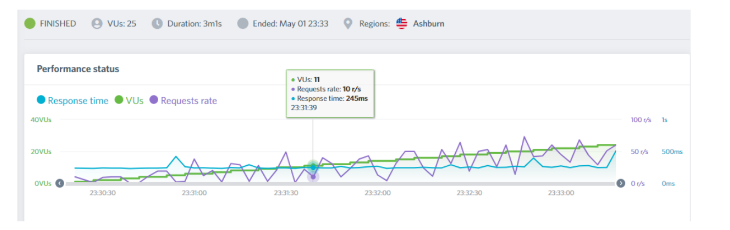 FINISHED VUs: 25 Duration: 3m1s Ended: May 01 23:33 Regions: Ashburn
Performance status
VUs: 11
Requests rate: 10 r/s
Response time: 245ms
23:31:39
Response time VUs Requests rate
40VUs 100 r/s 1s
20VUs 50 r/s 500ms
0VUs 0 r/s 0ms
23:30:30 23:31:00 23:31:30 23:32:00 23:32:30 23:33:00